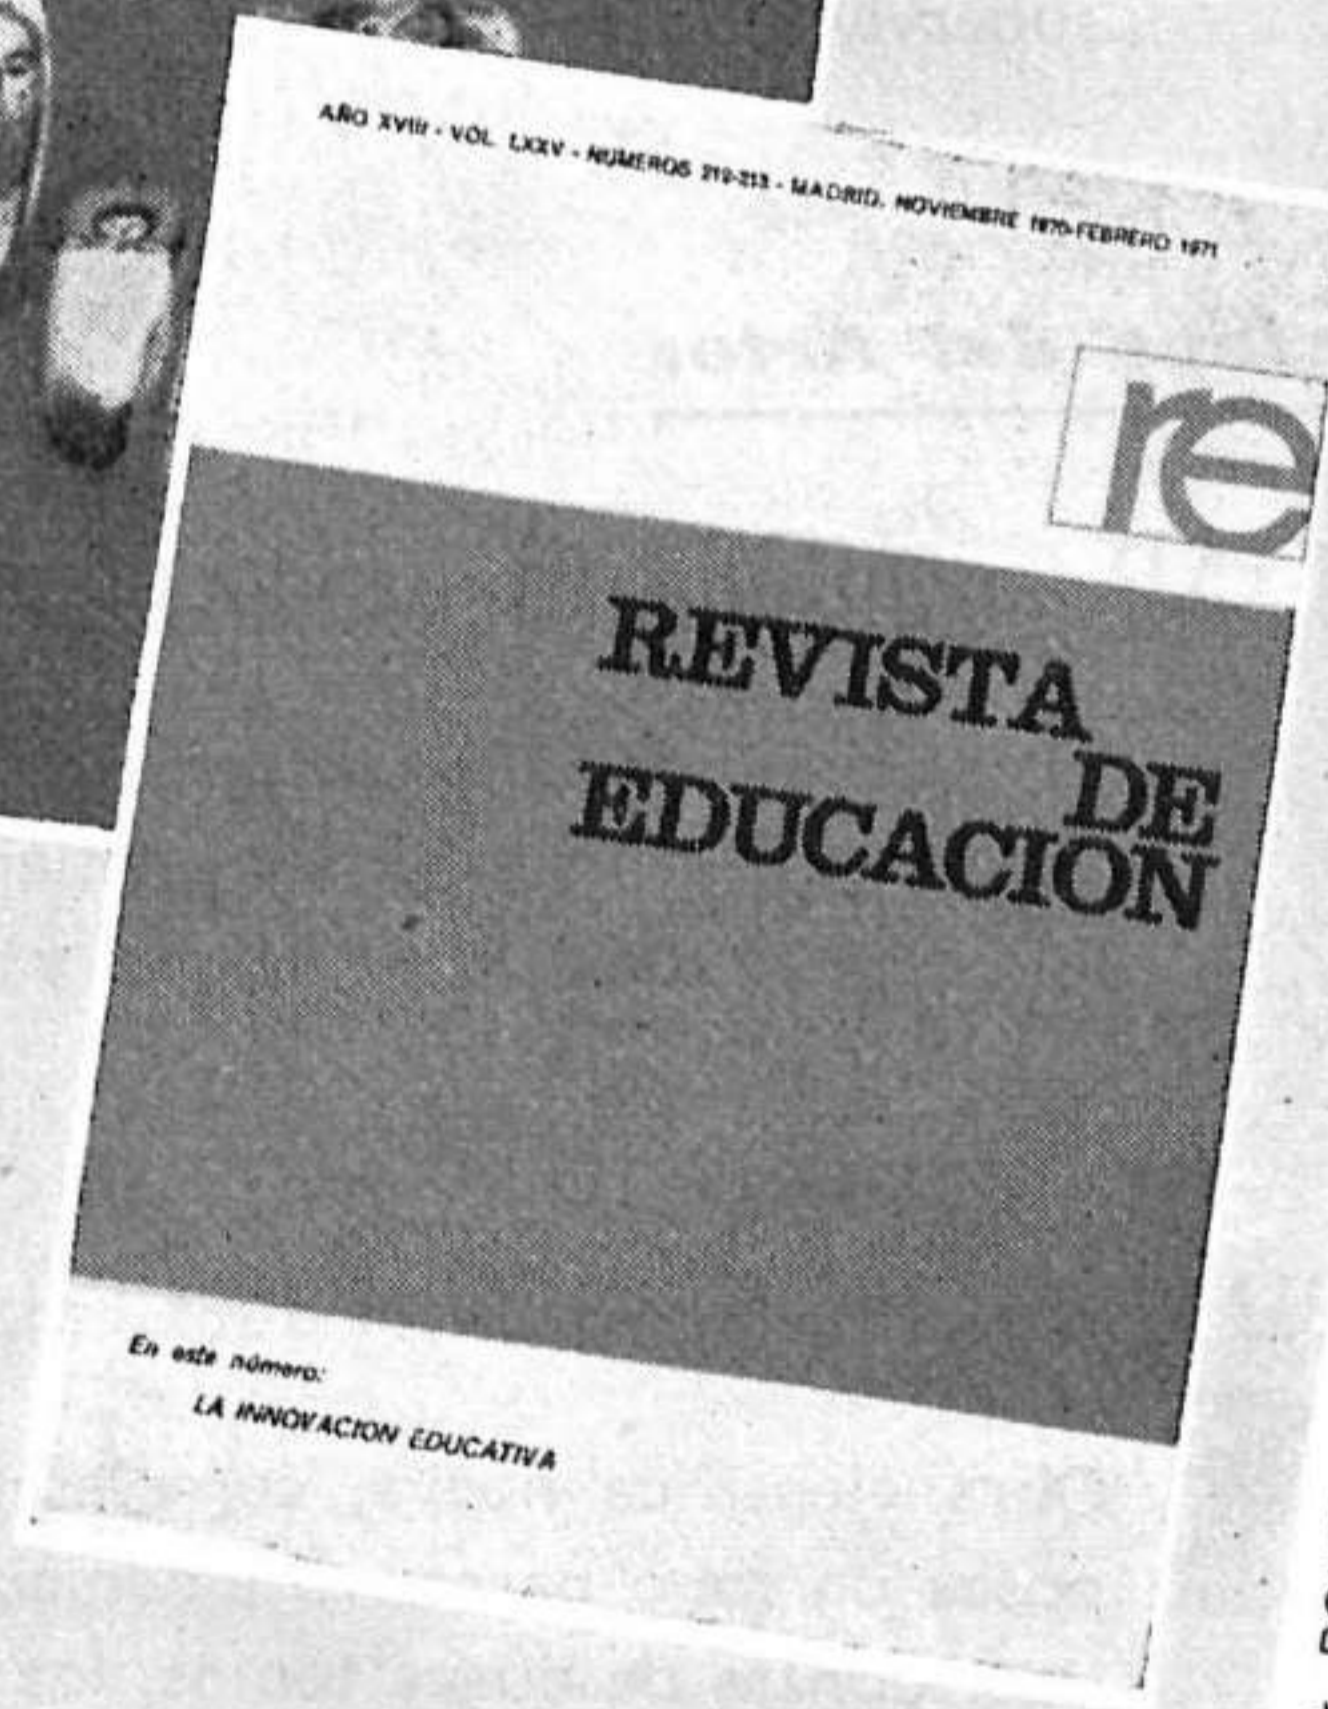 AÑO XVIII - VOL. LXXV - NUMEROS 212-213 - MADRID, NOVIEMBRE 1970-FEBRERO 1971
re
REVISTA
DE
EDUCACION
En este número:
LA INNOVACION EDUCATIVA